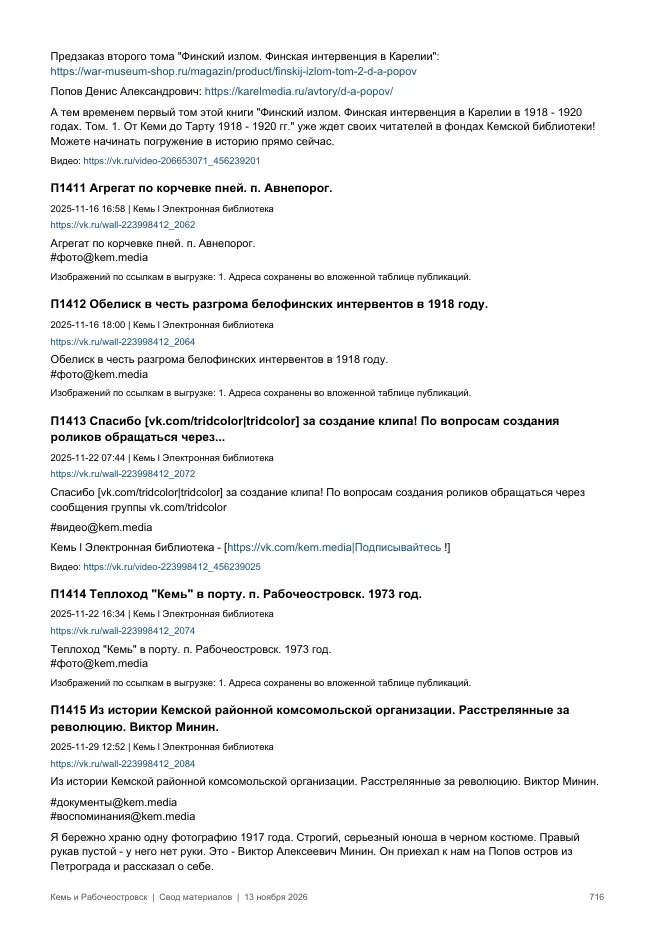 Предзаказ второго тома "Финский излом. Финская интервенция в Карелии":
https://war-museum-shop.ru/magazin/product/finskij-izlom-tom-2-d-a-popov
Попов Денис Александрович: https://karelmedia.ru/avtory/d-a-popov/
А тем временем первый том этой книги "Финский излом. Финская интервенция в Карелии в 1918 - 1920
годах. Том. 1. От Кеми до Тарту 1918 - 1920 гг." уже ждет своих читателей в фондах Кемской библиотеки!
Можете начинать погружение в историю прямо сейчас.
Видео: https://vk.ru/video-206653071_456239201
П1411 Агрегат по корчевке пней. п. Авнепорог.
2025-11-16 16:58 | Кемь I Электронная библиотека
https://vk.ru/wall-223998412_2062
Агрегат по корчевке пней. п. Авнепорог.
#фото@kem.media
Изображений по ссылкам в выгрузке: 1. Адреса сохранены во вложенной таблице публикаций.
П1412 Обелиск в честь разгрома белофинских интервентов в 1918 году.
2025-11-16 18:00 | Кемь I Электронная библиотека
https://vk.ru/wall-223998412_2064
Обелиск в честь разгрома белофинских интервентов в 1918 году.
#фото@kem.media
Изображений по ссылкам в выгрузке: 1. Адреса сохранены во вложенной таблице публикаций.
П1413 Спасибо [vk.com/tridcolor|tridcolor] за создание клипа! По вопросам создания
роликов обращаться через...
2025-11-22 07:44 | Кемь I Электронная библиотека
https://vk.ru/wall-223998412_2072
Спасибо [vk.com/tridcolor|tridcolor] за создание клипа! По вопросам создания роликов обращаться через
сообщения группы vk.com/tridcolor
#видео@kem.media
Кемь I Электронная библиотека - [https://vk.com/kem.media|Подписывайтесь !]
Видео: https://vk.ru/video-223998412_456239025
П1414 Теплоход "Кемь" в порту. п. Рабочеостровск. 1973 год.
2025-11-22 16:34 | Кемь I Электронная библиотека
https://vk.ru/wall-223998412_2074
Теплоход "Кемь" в порту. п. Рабочеостровск. 1973 год.
#фото@kem.media
Изображений по ссылкам в выгрузке: 1. Адреса сохранены во вложенной таблице публикаций.
П1415 Из истории Кемской районной комсомольской организации. Расстрелянные за
революцию. Виктор Минин.
2025-11-29 12:52 | Кемь I Электронная библиотека
https://vk.ru/wall-223998412_2084
Из истории Кемской районной комсомольской организации. Расстрелянные за революцию. Виктор Минин.
#документы@kem.media
#воспоминания@kem.media
Я бережно храню одну фотографию 1917 года. Строгий, серьезный юноша в черном костюме. Правый
рукав пустой - у него нет руки. Это - Виктор Алексеевич Минин. Он приехал к нам на Попов остров из
Петрограда и рассказал о себе.
Кемь и Рабочеостровск | Свод материалов | 13 ноября 2026
716